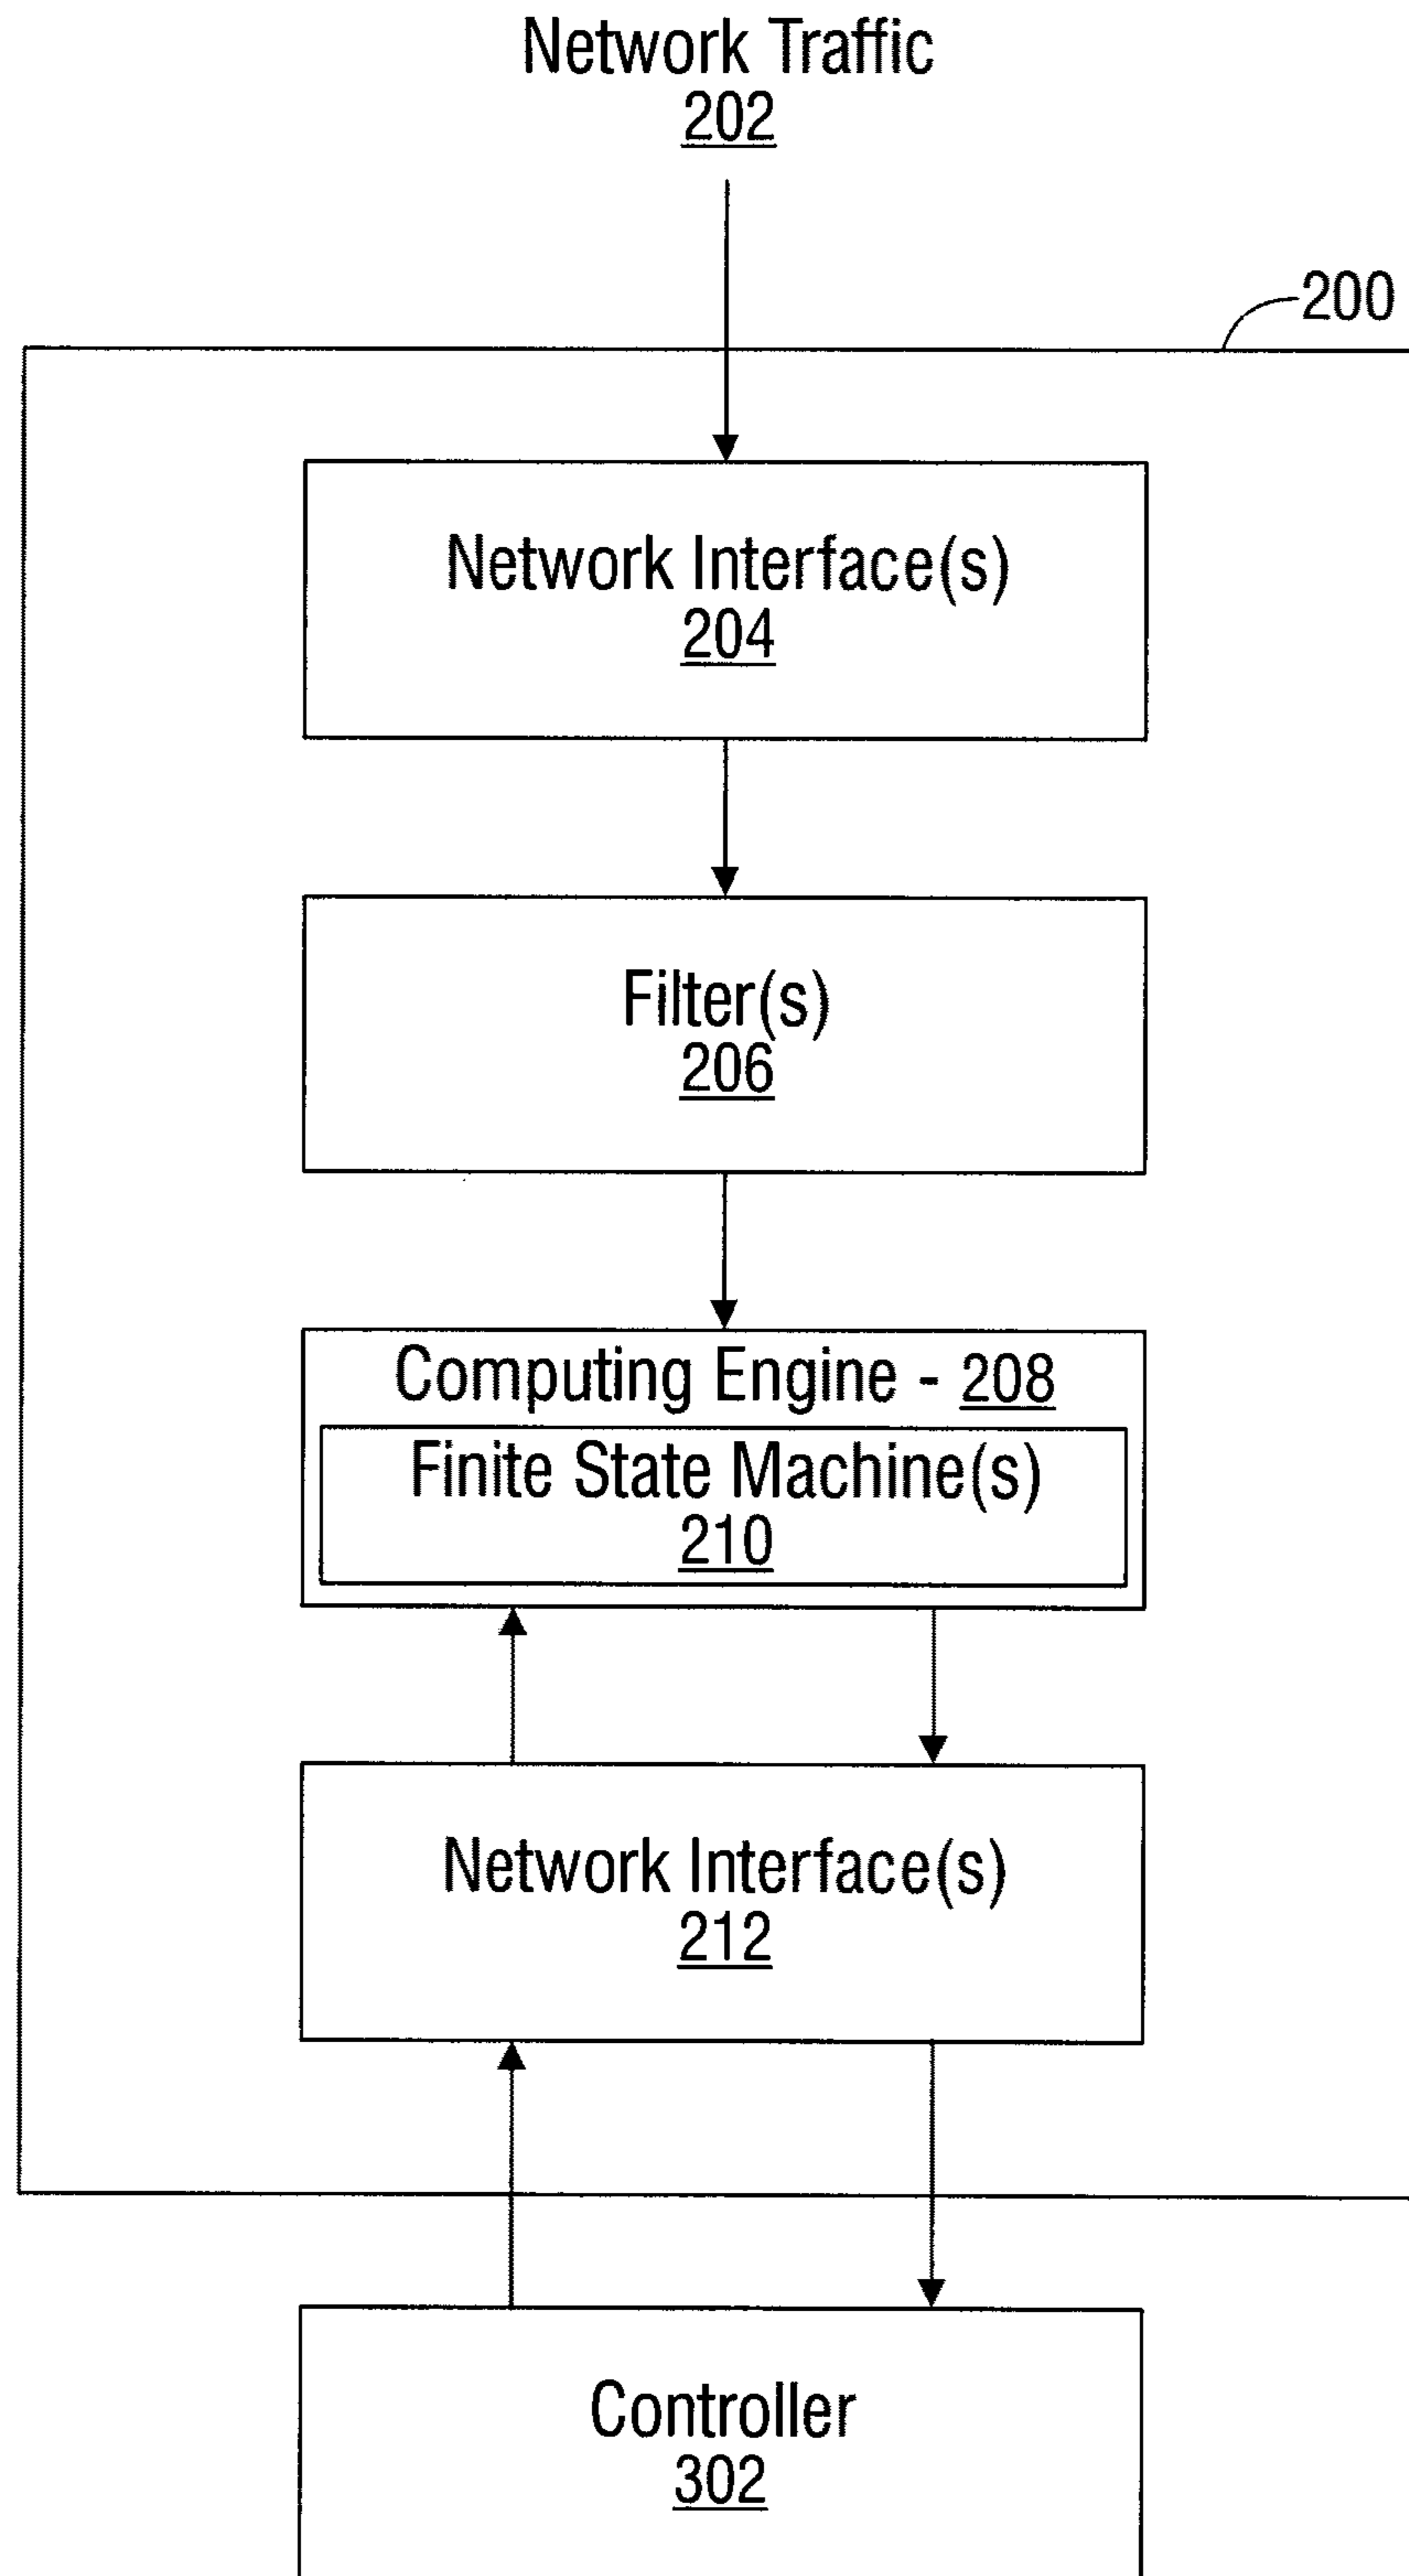 Network Traffic
202
200
Network Interface(s)
204
Filter(s)
206
Computing Engine - 208
Finite State Machine(s)
210
Network Interface(s)
212
Controller
302